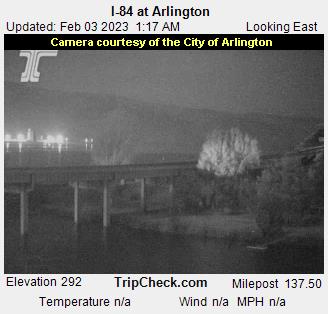 I-84 at Arlington
Updated: Feb 03 2023 1:17 AM Looking East
Camera courtesy of the City of Arlington
Elevation 292 TripCheck.com Milepost 137.50
Temperature n/a Wind n/a MPH n/a